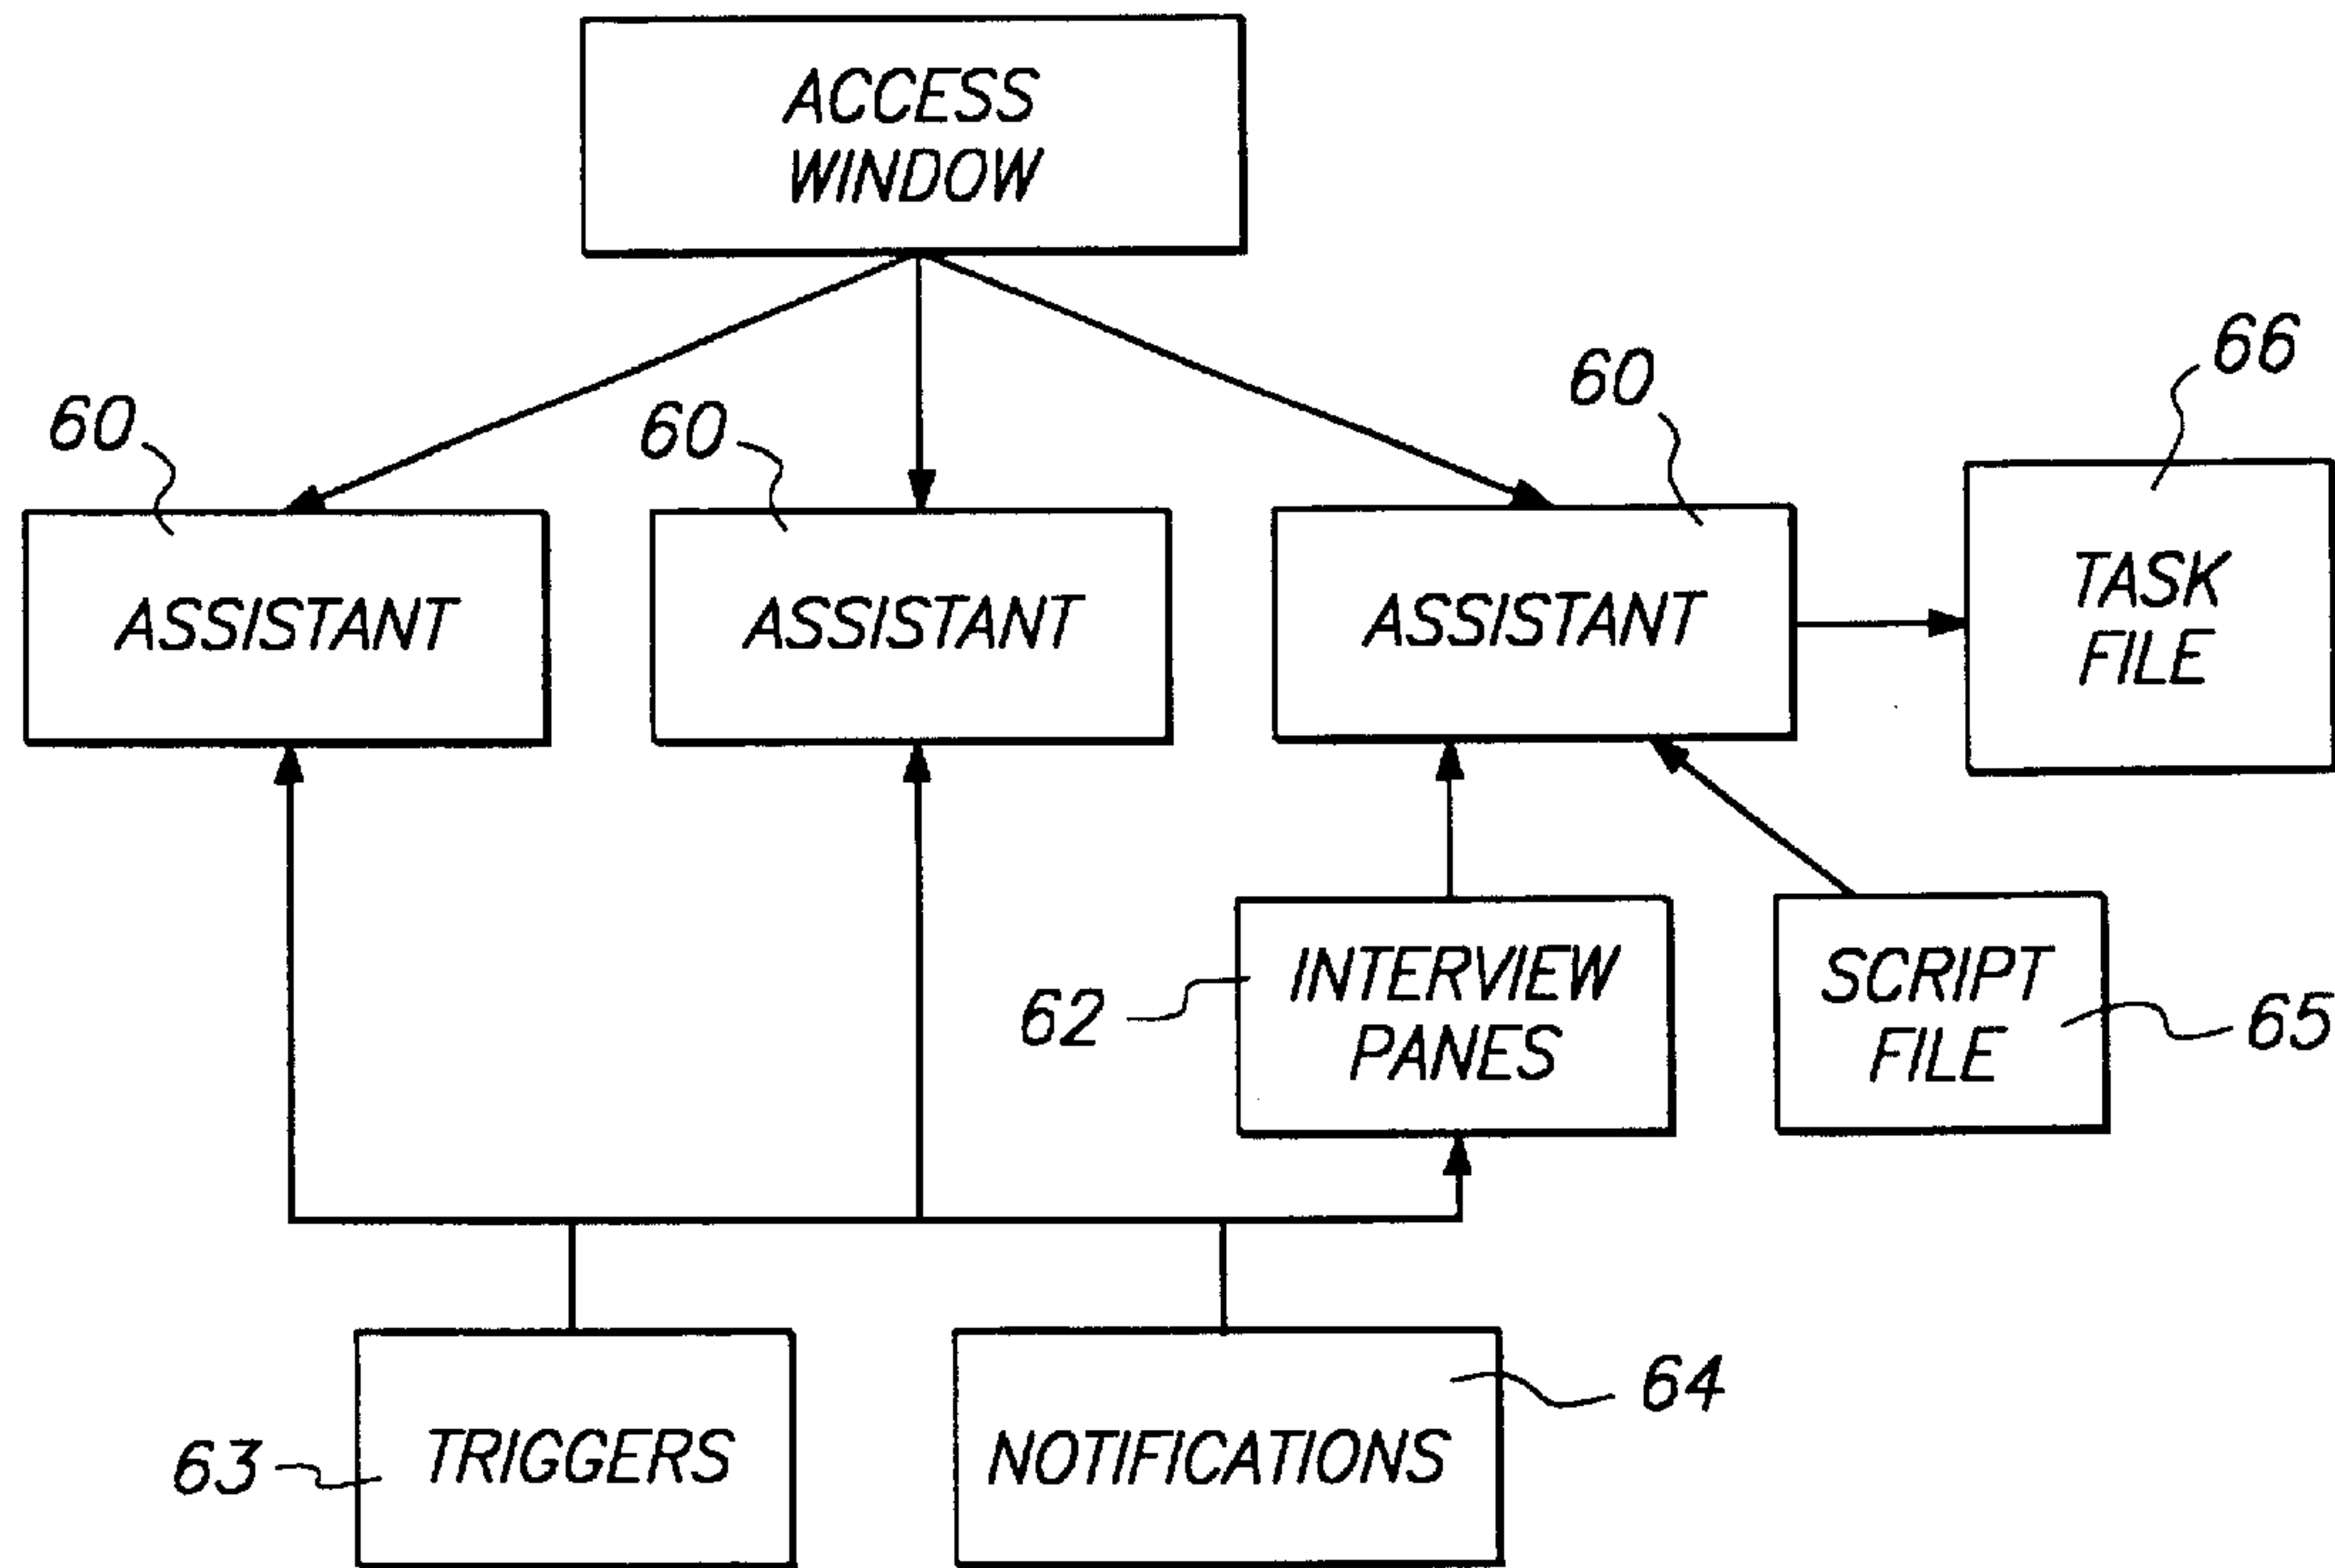 ACCESS
WINDOW
66
60
60
60
ASSISTANT
ASSISTANT
ASSISTANT
TASK
FILE
62
INTERVIEW
PANES
SCRIPT
FILE
65
63
TRIGGERS
NOTIFICATIONS
64